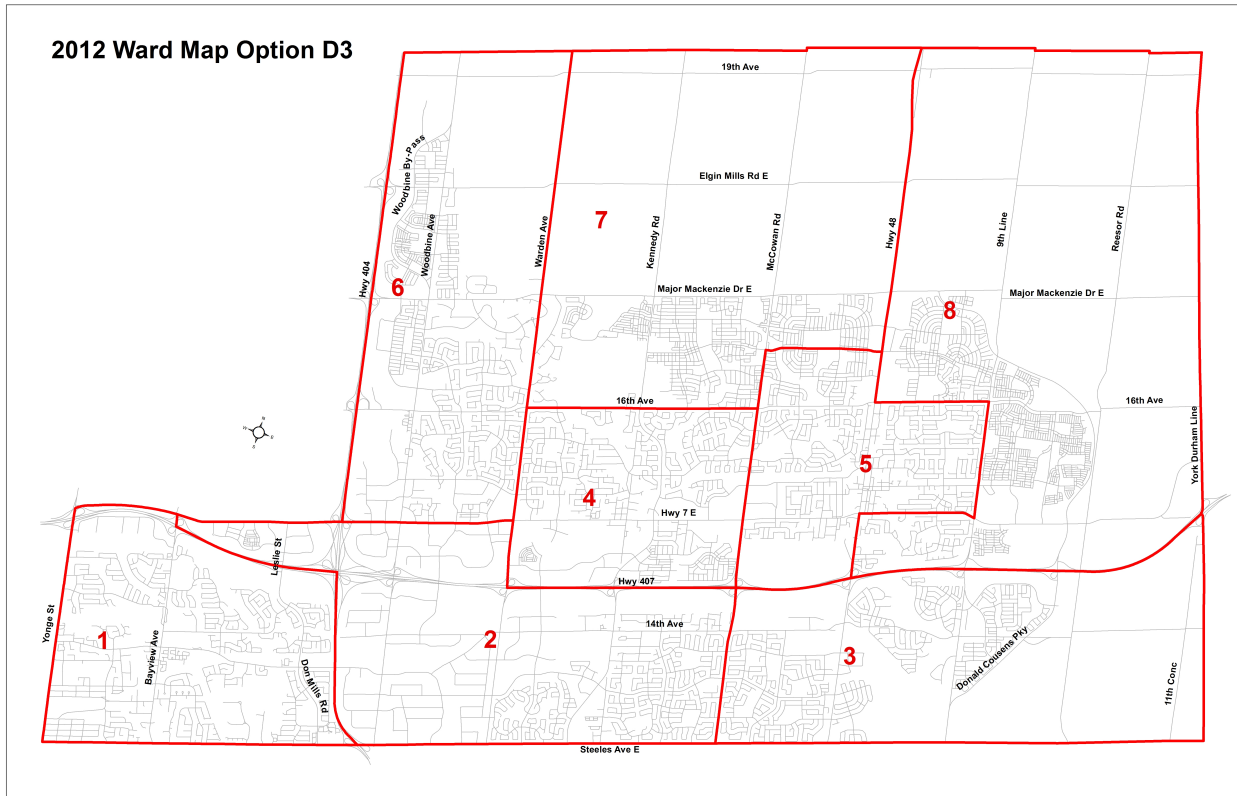 2012 Ward Map Option D3
19th Ave
Woodbine By-Pass
Elgin Mills Rd E
7
Hwy 404
Woodbine Ave
Warden Ave
Kennedy Rd
McCowan Rd
Hwy 48
9th Line
Reesor Rd
6
Major Mackenzie Dr E
Major Mackenzie Dr E
8
16th Ave
16th Ave
York Durham Line
5
4
Hwy 7 E
Leslie St
Hwy 407
Yonge St
1
Bayview Ave
14th Ave
2
3
Don Mills Rd
Donald Cousens Pky
11th Conc
Steeles Ave E